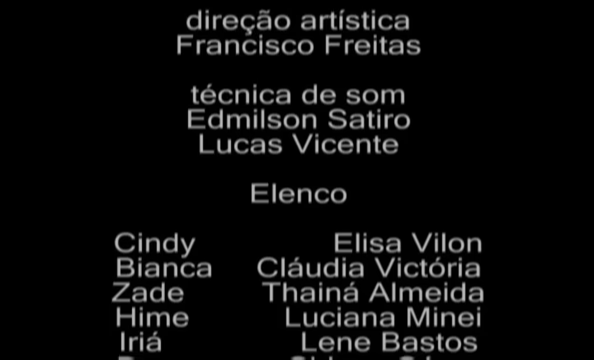 direção artística
Francisco Freitas
técnica de som
Edmilson Satiro
Lucas Vicente
Elenco
Cindy Elisa Vilon
Bianca Cláudia Victória
Zade Thainá Almeida
Hime Luciana Minei
Iriá Lene Bastos